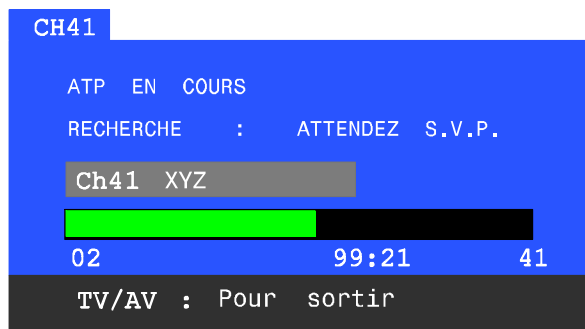 CH41
ATP EN COURS
RECHERCHE : ATTENDEZ S.V.P.
Ch41 XYZ
02 99:21 41
TV/AV : Pour sortir